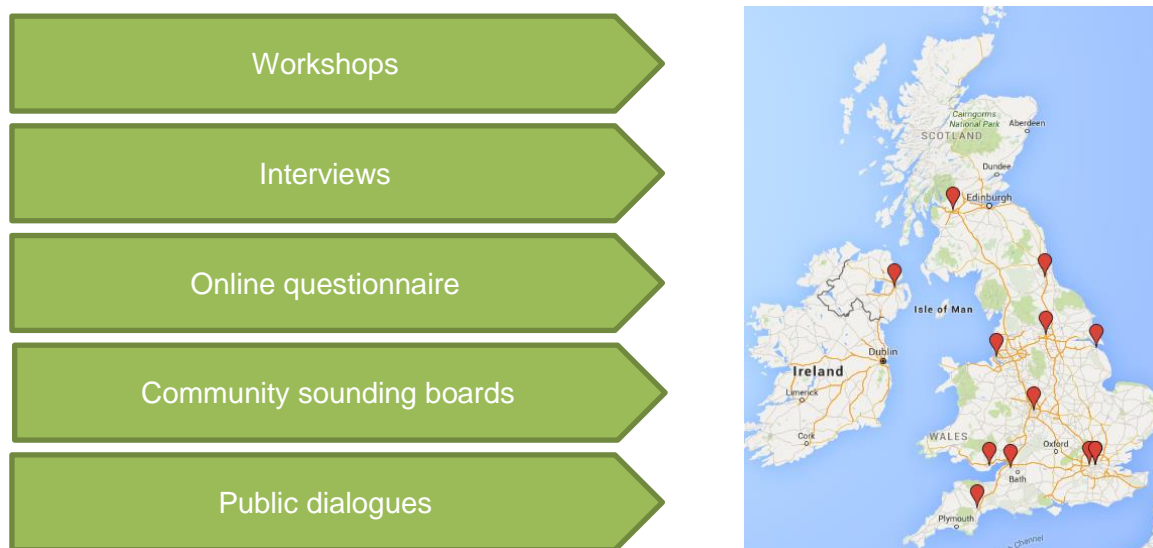 Workshops
Interviews
Online questionnaire
Community sounding boards
Public dialogues
Cairngorms
National Park
Aberdeen
SCOTLAND
Dundee
Edinburgh
Isle of Man
Dublin
Ireland
Limerick
Cork
WALES
Oxford
Bath
Plymouth
Channel